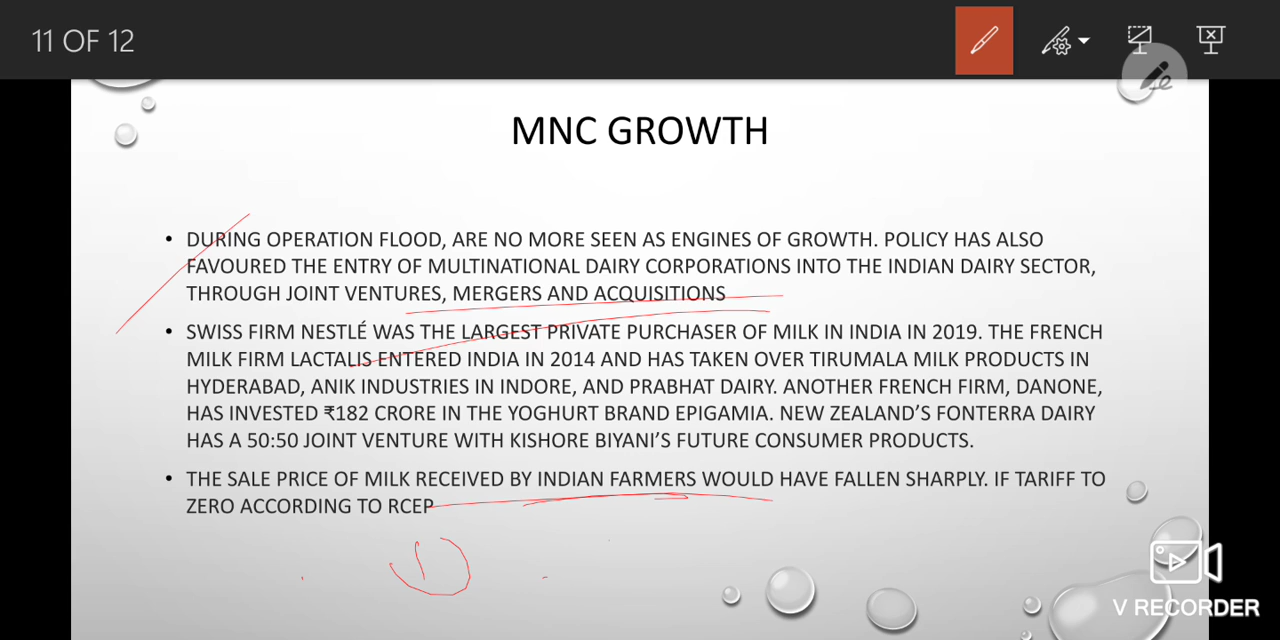 11 OF 12
MNC GROWTH
• DURING OPERATION FLOOD, ARE NO MORE SEEN AS ENGINES OF GROWTH. POLICY HAS ALSO
FAVOURED THE ENTRY OF MULTINATIONAL DAIRY CORPORATIONS INTO THE INDIAN DAIRY SECTOR,
THROUGH JOINT VENTURES, MERGERS AND ACQUISITIONS
• SWISS FIRM NESTLÉ WAS THE LARGEST PRIVATE PURCHASER OF MILK IN INDIA IN 2019. THE FRENCH
MILK FIRM LACTALIS ENTERED INDIA IN 2014 AND HAS TAKEN OVER TIRUMALA MILK PRODUCTS IN
HYDERABAD, ANIK INDUSTRIES IN INDORE, AND PRABHAT DAIRY. ANOTHER FRENCH FIRM, DANONE,
HAS INVESTED ₹182 CRORE IN THE YOGHURT BRAND EPIGAMIA. NEW ZEALAND’S FONTERRA DAIRY
HAS A 50:50 JOINT VENTURE WITH KISHORE BIYANI’S FUTURE CONSUMER PRODUCTS.
• THE SALE PRICE OF MILK RECEIVED BY INDIAN FARMERS WOULD HAVE FALLEN SHARPLY. IF TARIFF TO
ZERO ACCORDING TO RCEP
V RECORDER